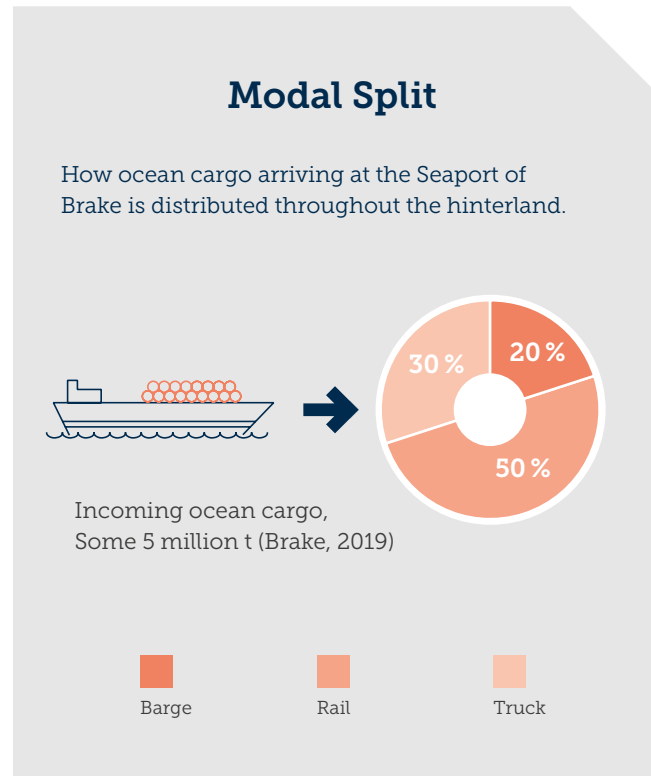 Modal Split
How ocean cargo arriving at the Seaport of
Brake is distributed throughout the hinterland.
30 %
20 %
50 %
Incoming ocean cargo,
Some 5 million t (Brake, 2019)
Barge
Rail
Truck